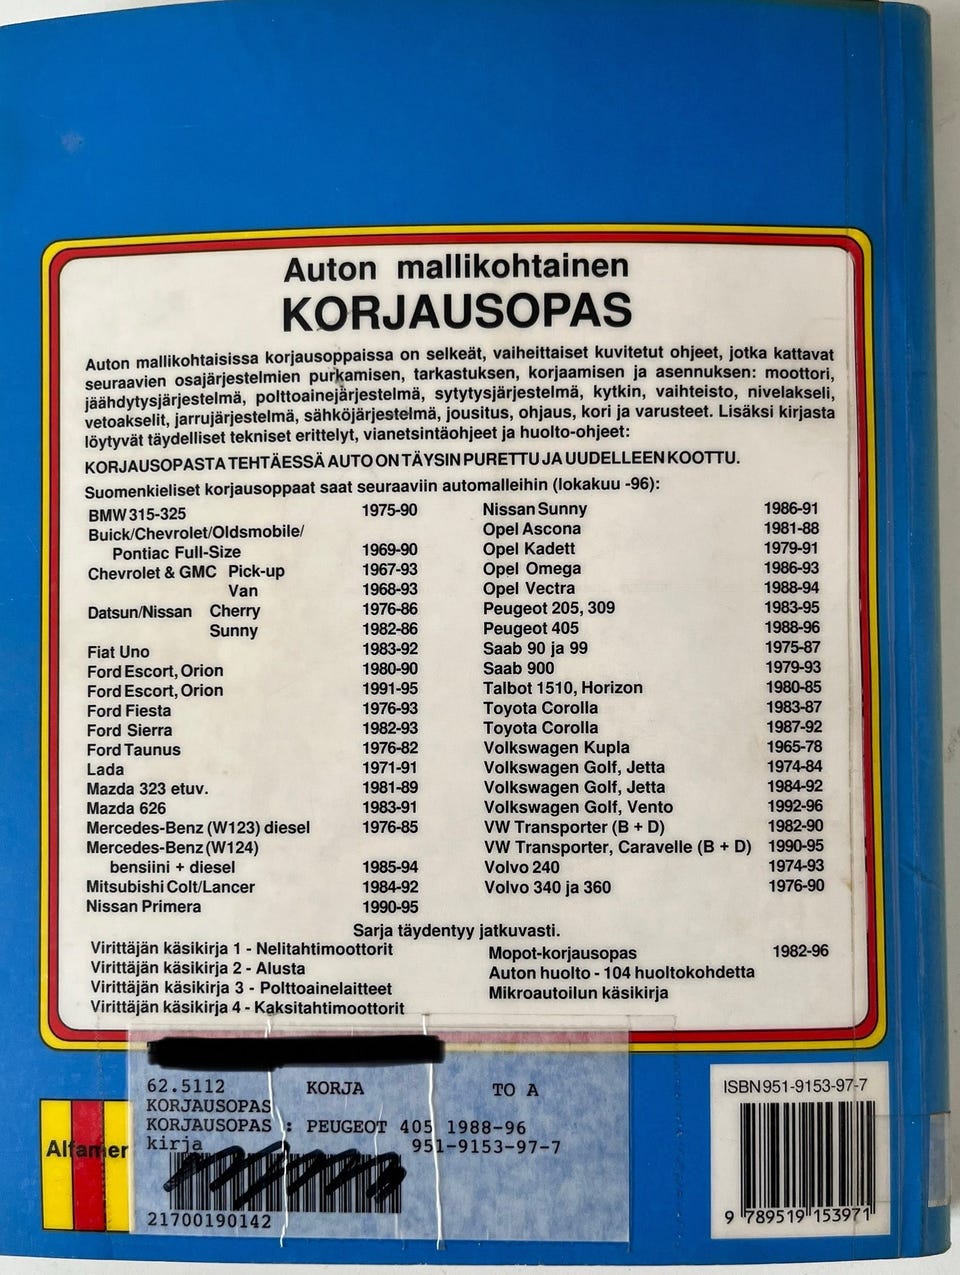 Auton mallikohtainen
KORJAUSOPAS
Auton mallikohtaisissa korjausoppaissa on selkeät, vaiheittaiset kuvitetut ohjeet, jotka kattavat
seuraavien osajärjestelmien purkamisen, tarkastuksen, korjaamisen ja asennuksen: moottori,
jäähdytysjärjestelmä, polttoainejärjestelmä, sytytysjärjestelmä, kytkin, vaihteisto, nivelakseli,
vetoakselit, jarrujärjestelmä, sähköjärjestelmä, jousitus, ohjaus, kori ja varusteet. Lisäksi kirjasta
löytyvät täydelliset tekniset erittelyt, vianetsintäohjeet ja huolto-ohjeet:
KORJAUSOPASTA TEHTÄESSÄ AUTO ON TÄYSIN PURETTU JA UUDELLEEN KOOTTU.
Suomenkieliset korjausoppaat saat seuraaviin automalleihin (lokakuu -96):
BMW 315-325 1975-90
Buick/Chevrolet/Oldsmobile/
Pontiac Full-Size 1969-90
Chevrolet & GMC Pick-up 1967-93
Van 1968-93
Datsun/Nissan Cherry 1976-86
Sunny 1982-86
Fiat Uno 1983-92
Ford Escort, Orion 1980-90
Ford Escort, Orion 1991-95
Ford Fiesta 1976-93
Ford Sierra 1982-93
Ford Taunus 1976-82
Lada 1971-91
Mazda 323 etuv. 1981-89
Mazda 626 1983-91
Mercedes-Benz (W123) diesel 1976-85
Mercedes-Benz (W124)
bensiini + diesel 1985-94
Mitsubishi Colt/Lancer 1984-92
Nissan Primera 1990-95
Nissan Sunny 1986-91
Opel Ascona 1981-88
Opel Kadett 1979-91
Opel Omega 1986-93
Opel Vectra 1988-94
Peugeot 205, 309 1983-95
Peugeot 405 1988-96
Saab 90 ja 99 1975-87
Saab 900 1979-93
Talbot 1510, Horizon 1980-85
Toyota Corolla 1983-87
Toyota Corolla 1987-92
Volkswagen Kupla 1965-78
Volkswagen Golf, Jetta 1974-84
Volkswagen Golf, Jetta 1984-92
Volkswagen Golf, Vento 1992-96
VW Transporter (B + D) 1982-90
VW Transporter, Caravelle (B + D) 1990-95
Volvo 240 1974-93
Volvo 340 ja 360 1976-90
Sarja täydentyy jatkuvasti.
Virittäjän käsikirja 1 - Nelitahtimoottorit
Virittäjän käsikirja 2 - Alusta
Virittäjän käsikirja 3 - Polttoainelaitteet
Virittäjän käsikirja 4 - Kaksitahtimoottorit
Mopot-korjausopas 1982-96
Auton huolto - 104 huoltokohdetta
Mikroautoilun käsikirja
62.5112 KORJA TO A
KORJAUSOPAS
KORJAUSOPAS : PEUGEOT 405 1988-96
kirja 951-9153-97-7
21700190142
Alfamer
ISBN 951-9153-97-7
9 789519 153971